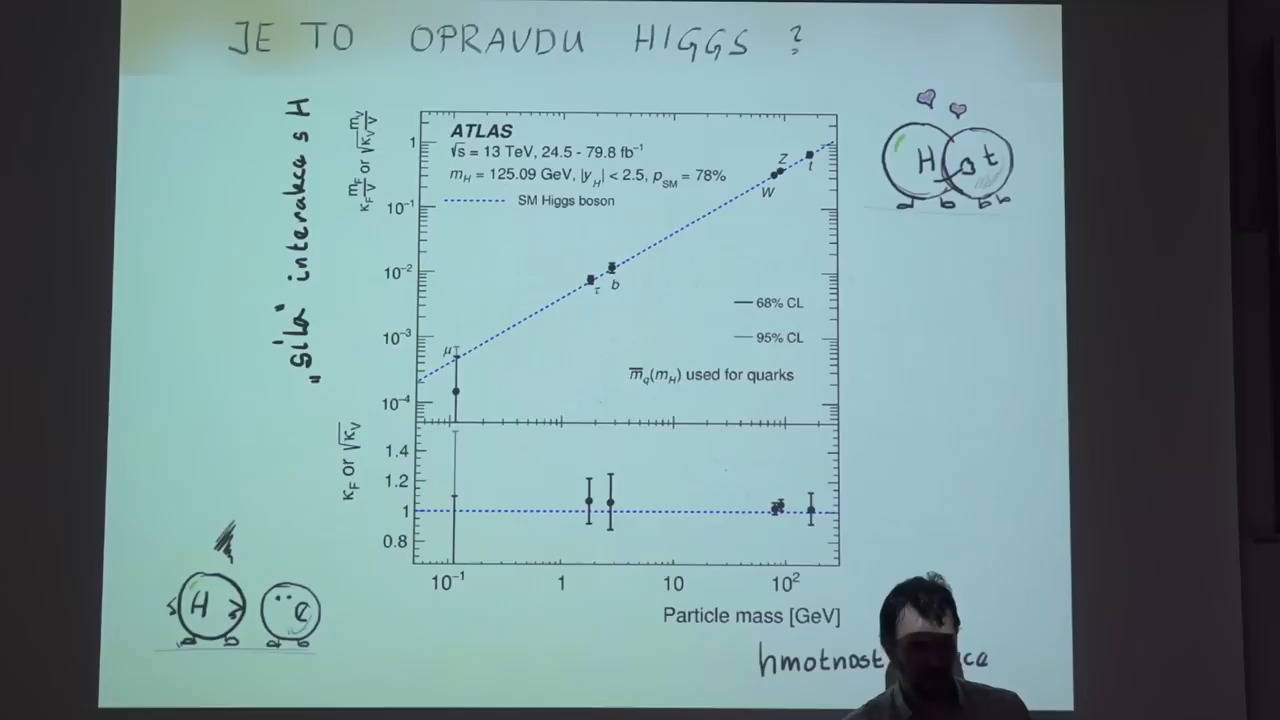 JE TO OPRAVDU HIGGS ?
"síla" interakce s H
κ_F m_F/v or √κ_V m_V/v
ATLAS
√s = 13 TeV, 24.5 - 79.8 fb⁻¹
m_H = 125.09 GeV, |y_H| < 2.5, p_SM = 78%
SM Higgs boson
1
10⁻¹
10⁻²
10⁻³
10⁻⁴
μ
τ
b
W
Z
t
68% CL
95% CL
m̅_q(m_H) used for quarks
H t
κ_F or √κ_V
1.4
1.2
1
0.8
10⁻¹ 1 10 10²
Particle mass [GeV]
H e
hmotnost